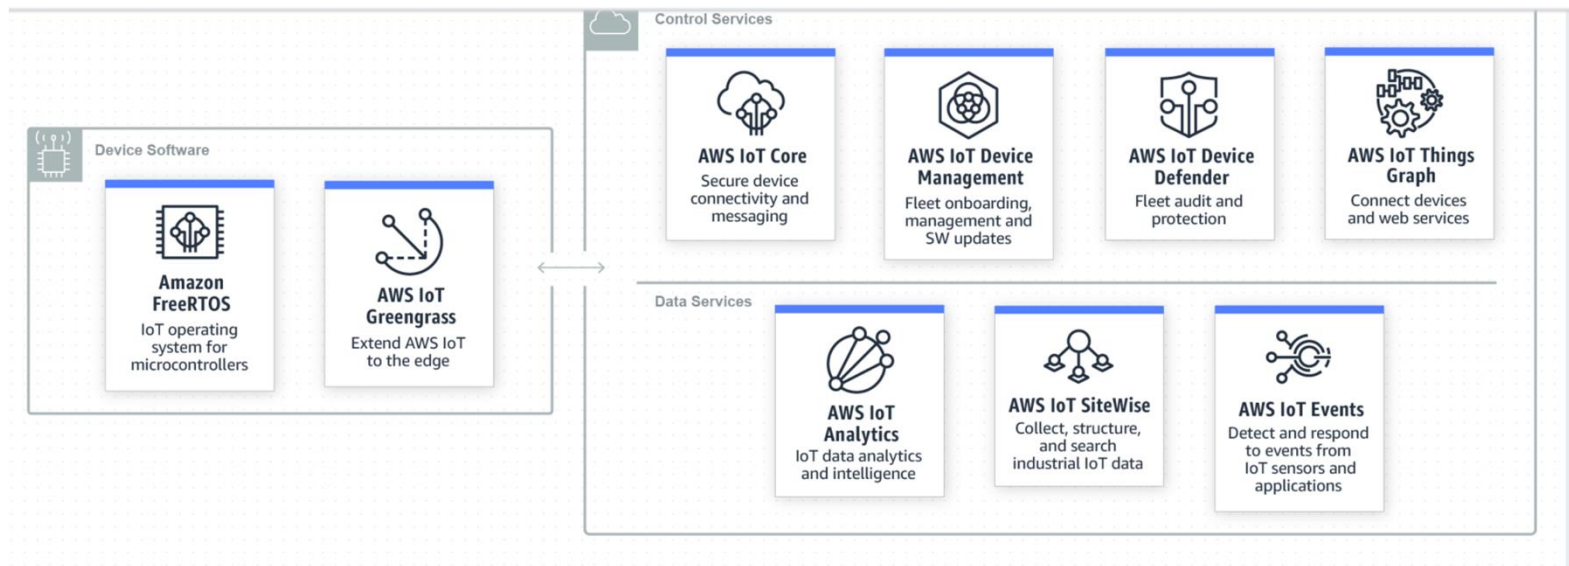 Device Software
Amazon
FreeRTOS
IoT operating
system for
microcontrollers
AWS IoT
Greengrass
Extend AWS IoT
to the edge
Control Services
AWS IoT Core
Secure device
connectivity and
messaging
AWS IoT Device
Management
Fleet onboarding,
management and
SW updates
AWS IoT Device
Defender
Fleet audit and
protection
AWS IoT Things
Graph
Connect devices
and web services
Data Services
AWS IoT
Analytics
IoT data analytics
and intelligence
AWS IoT SiteWise
Collect, structure,
and search
industrial IoT data
AWS IoT Events
Detect and respond
to events from
IoT sensors and
applications